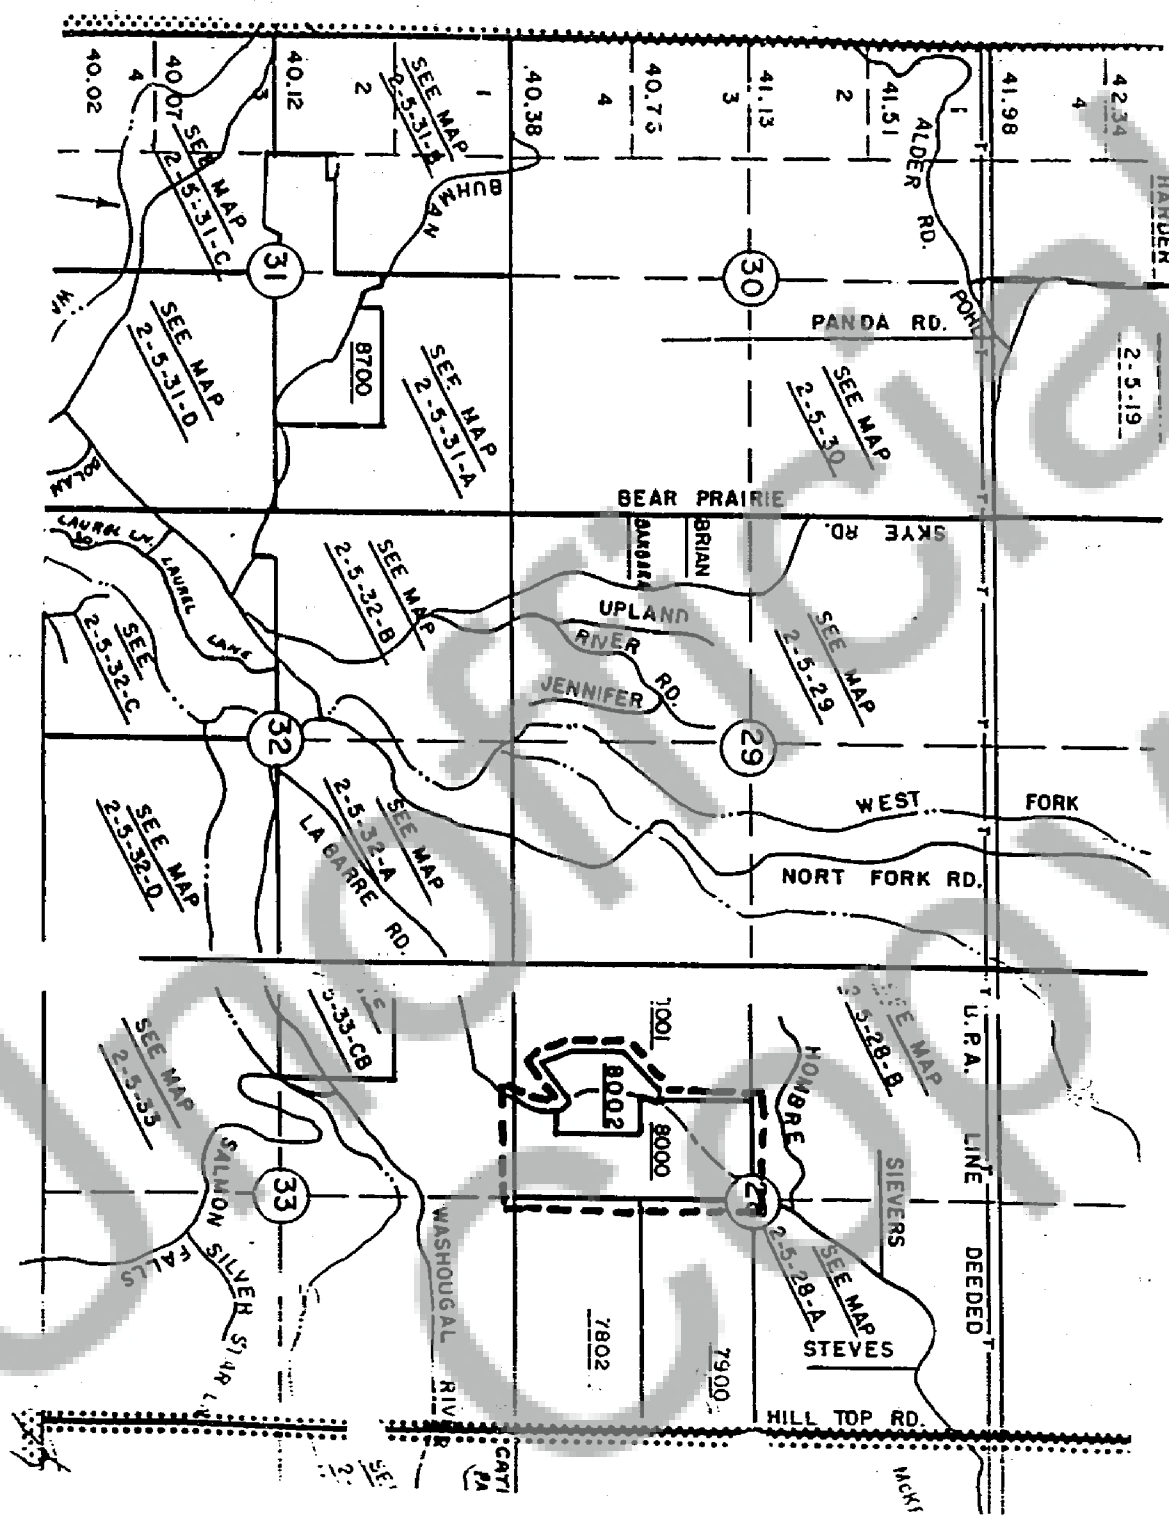 40.02
4
40.07
3
40.12
2
SEE MAP
2-5-31-B
1
40.38
4
40.75
3
41.13
2
41.51
1
41.98
4
42.34
HARDER
ALDER RD.
BUHMAN
SEE MAP
2-5-31-C
31
30
POHL
PANDA RD.
2-5-19
SEE MAP
2-5-31-D
8700
SEE MAP
2-5-31-A
SEE MAP
2-5-30
BOLAN
BEAR PRAIRIE
SKYE RD.
LAUREL LN.
LAUREL
LANE
BARBARA
BRIAN
SEE MAP
2-5-32-B
UPLAND
RIVER
RD.
JENNIFER
SEE MAP
2-5-29
SEE
2-5-32-C
32
29
SEE MAP
2-5-32-D
SEE MAP
2-5-32-A
LA BARRE RD.
WEST
FORK
NORT FORK RD.
5-33-CB
SEE MAP
2-5-33
8002
8000
HOMBRE
SEE MAP
5-28-B
U.P.A. LINE DEEDED
SALMON
FALLS
SILVER STAR
33
WASHOUGAL RIVER
SIEVERS
SEE MAP
2-5-28-A
STEVES
7802
7900
HILL TOP RD.
Unofficial
Copy